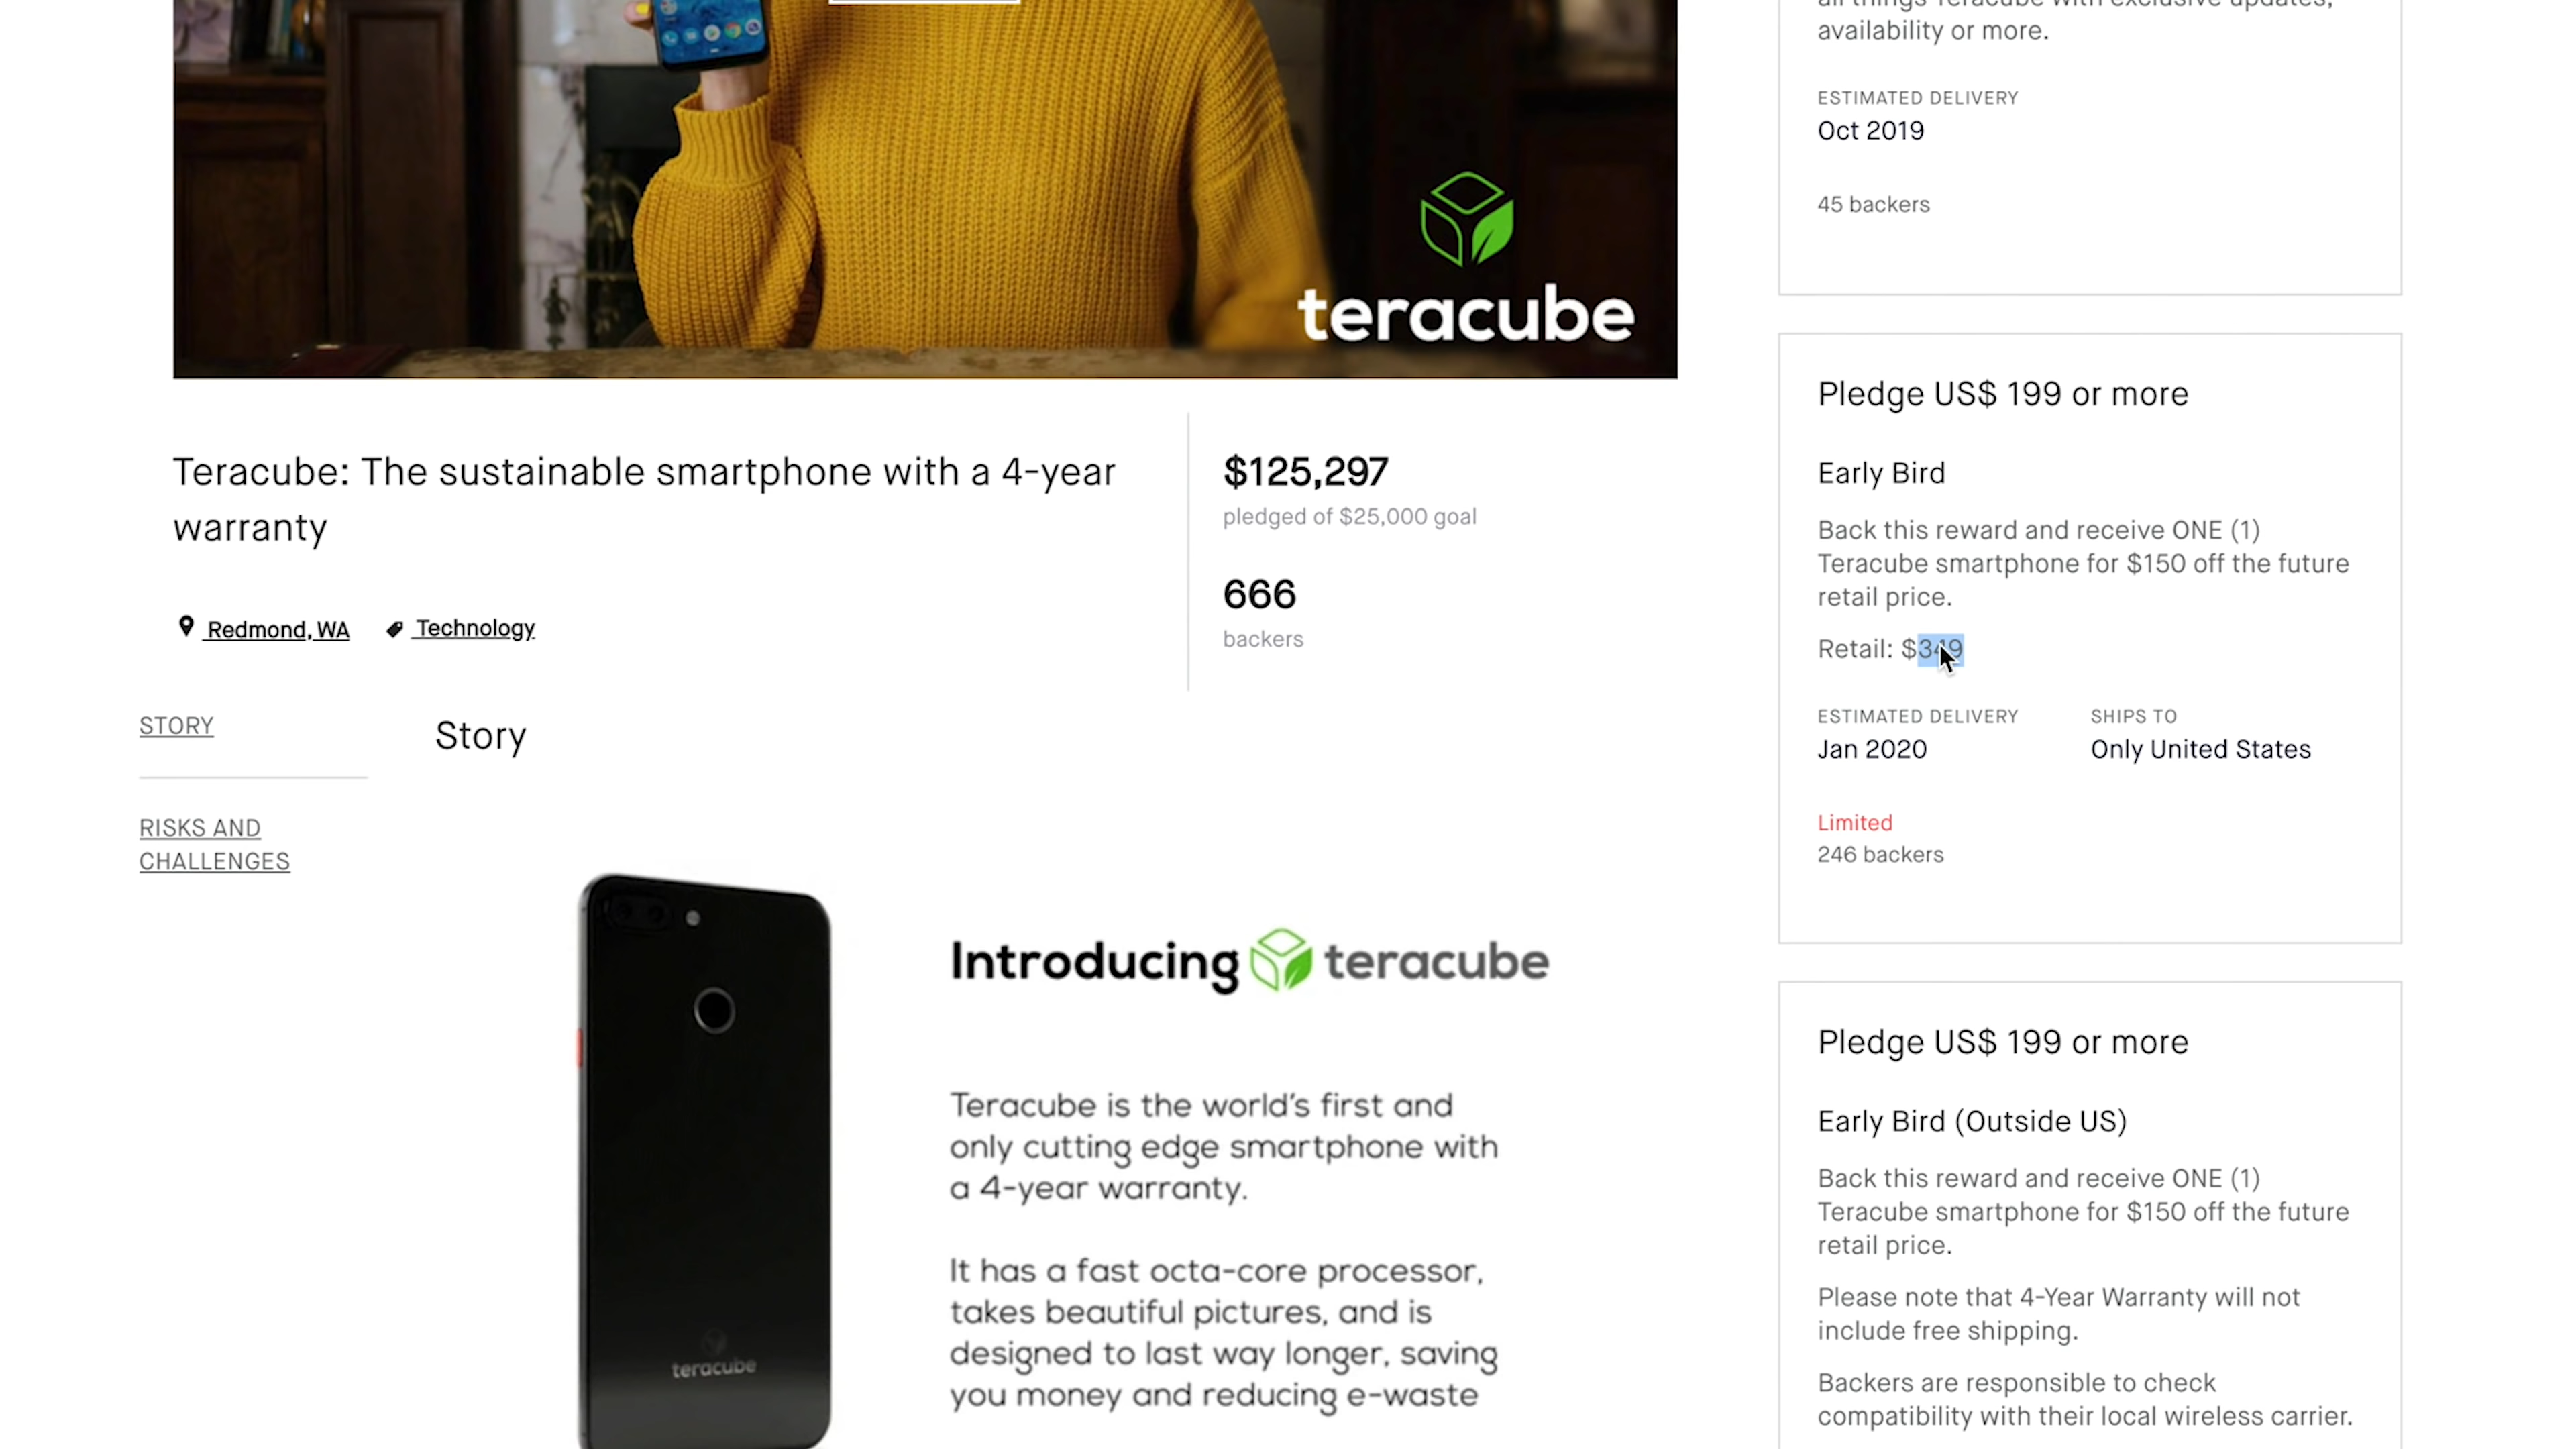 teracube
Teracube: The sustainable smartphone with a 4-year
warranty
Redmond, WA Technology
$125,297
pledged of $25,000 goal
666
backers
STORY
RISKS AND
CHALLENGES
Story
Introducing teracube
Teracube is the world's first and
only cutting edge smartphone with
a 4-year warranty.
It has a fast octa-core processor,
takes beautiful pictures, and is
designed to last way longer, saving
you money and reducing e-waste
teracube
availability or more.
ESTIMATED DELIVERY
Oct 2019
45 backers
Pledge US$ 199 or more
Early Bird
Back this reward and receive ONE (1)
Teracube smartphone for $150 off the future
retail price.
Retail: $349
ESTIMATED DELIVERY SHIPS TO
Jan 2020 Only United States
Limited
246 backers
Pledge US$ 199 or more
Early Bird (Outside US)
Back this reward and receive ONE (1)
Teracube smartphone for $150 off the future
retail price.
Please note that 4-Year Warranty will not
include free shipping.
Backers are responsible to check
compatibility with their local wireless carrier.